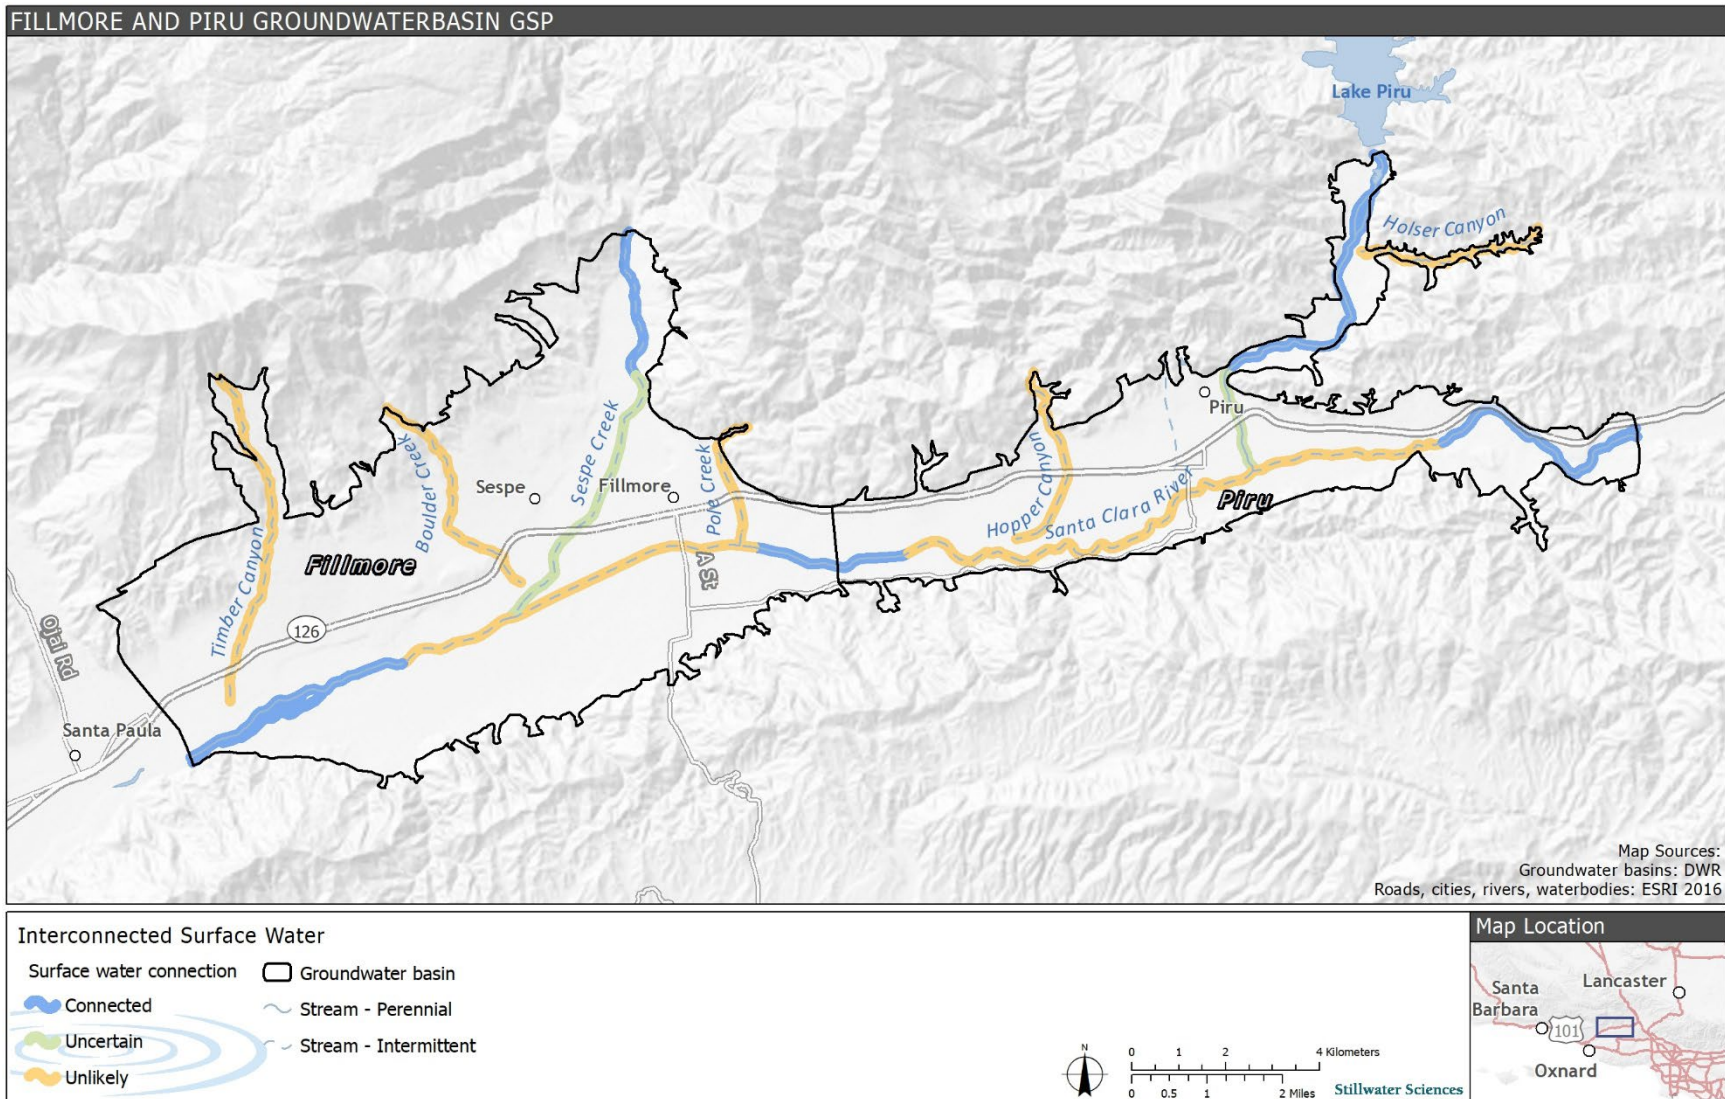 FILLMORE AND PIRU GROUNDWATERBASIN GSP
Lake Piru
Holser Canyon
Piru
Sespe Creek
Boulder Creek
Pole Creek
Sespe
Fillmore
Hopper Canyon
Santa Clara River
Piru
Timber Canyon
Fillmore
A St
126
Ojai Rd
Santa Paula
Map Sources:
Groundwater basins: DWR
Roads, cities, rivers, waterbodies: ESRI 2016
Interconnected Surface Water
Surface water connection
Connected
Uncertain
Unlikely
Groundwater basin
Stream - Perennial
Stream - Intermittent
N
0 1 2 4 Kilometers
0 0.5 1 2 Miles
Stillwater Sciences
Map Location
Santa
Barbara
Lancaster
101
Oxnard